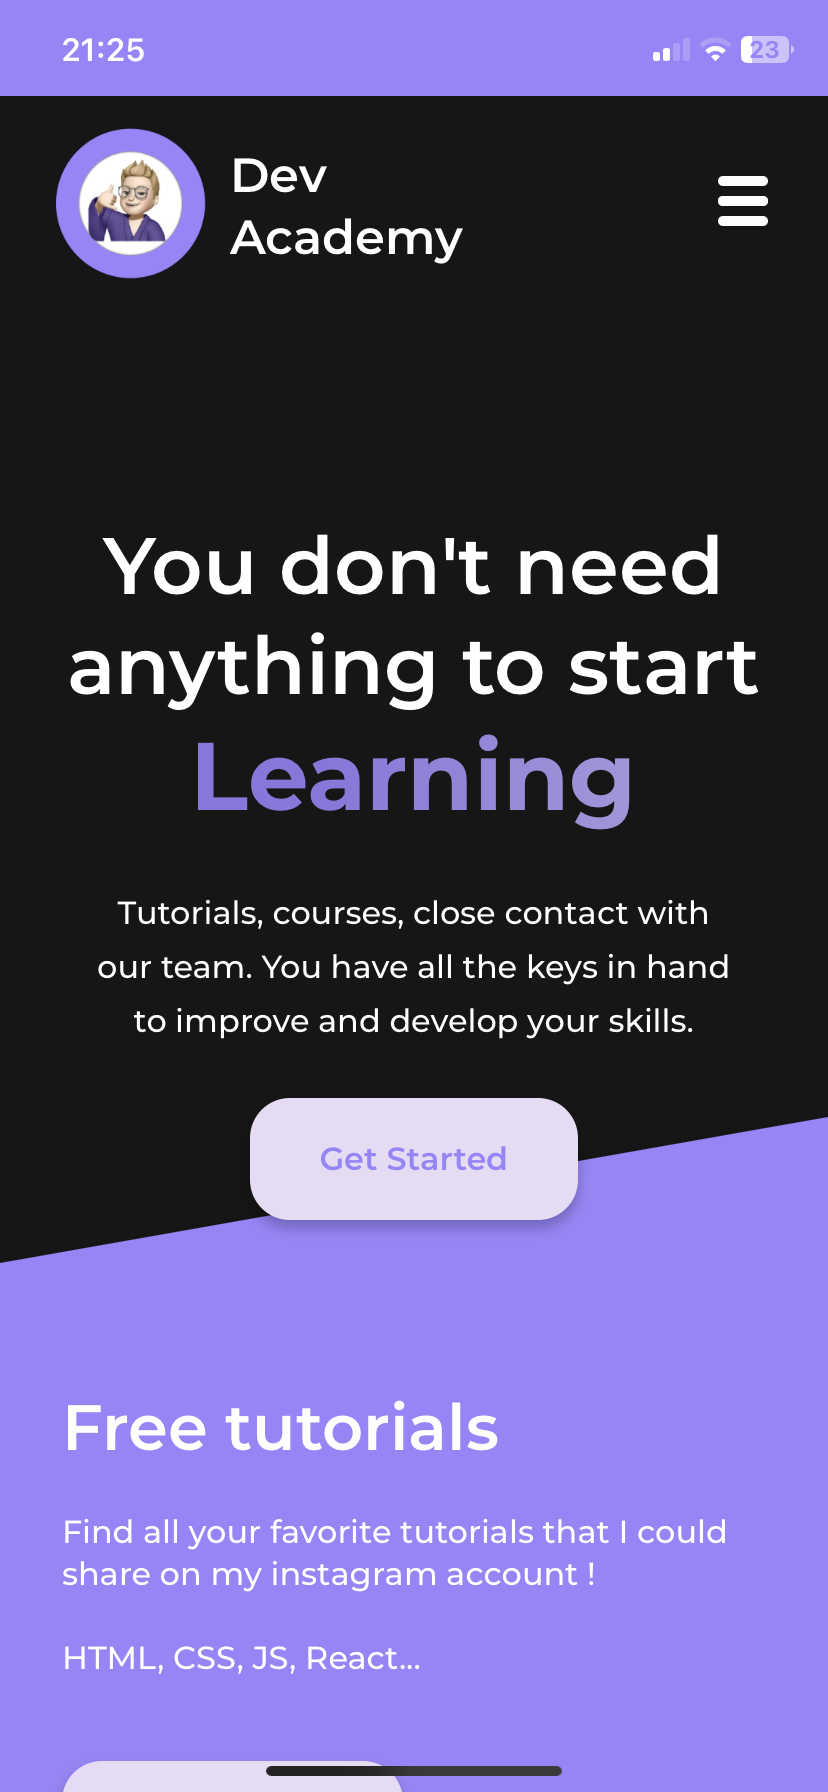 21:25
23
Dev
Academy
You don't need
anything to start
Learning
Tutorials, courses, close contact with
our team. You have all the keys in hand
to improve and develop your skills.
Get Started
Free tutorials
Find all your favorite tutorials that I could
share on my instagram account !
HTML, CSS, JS, React...